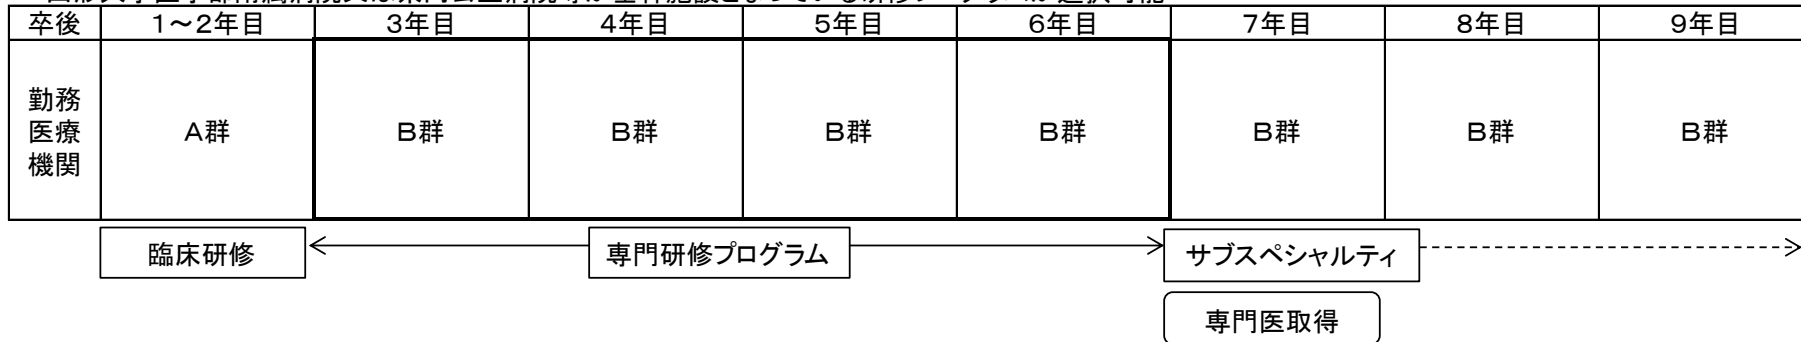 卒後 1～2年目 3年目 4年目 5年目 6年目 7年目 8年目 9年目
勤務
医療
機関
A群 B群 B群 B群 B群 B群 B群 B群
臨床研修 専門研修プログラム サブスペシャルティ
専門医取得